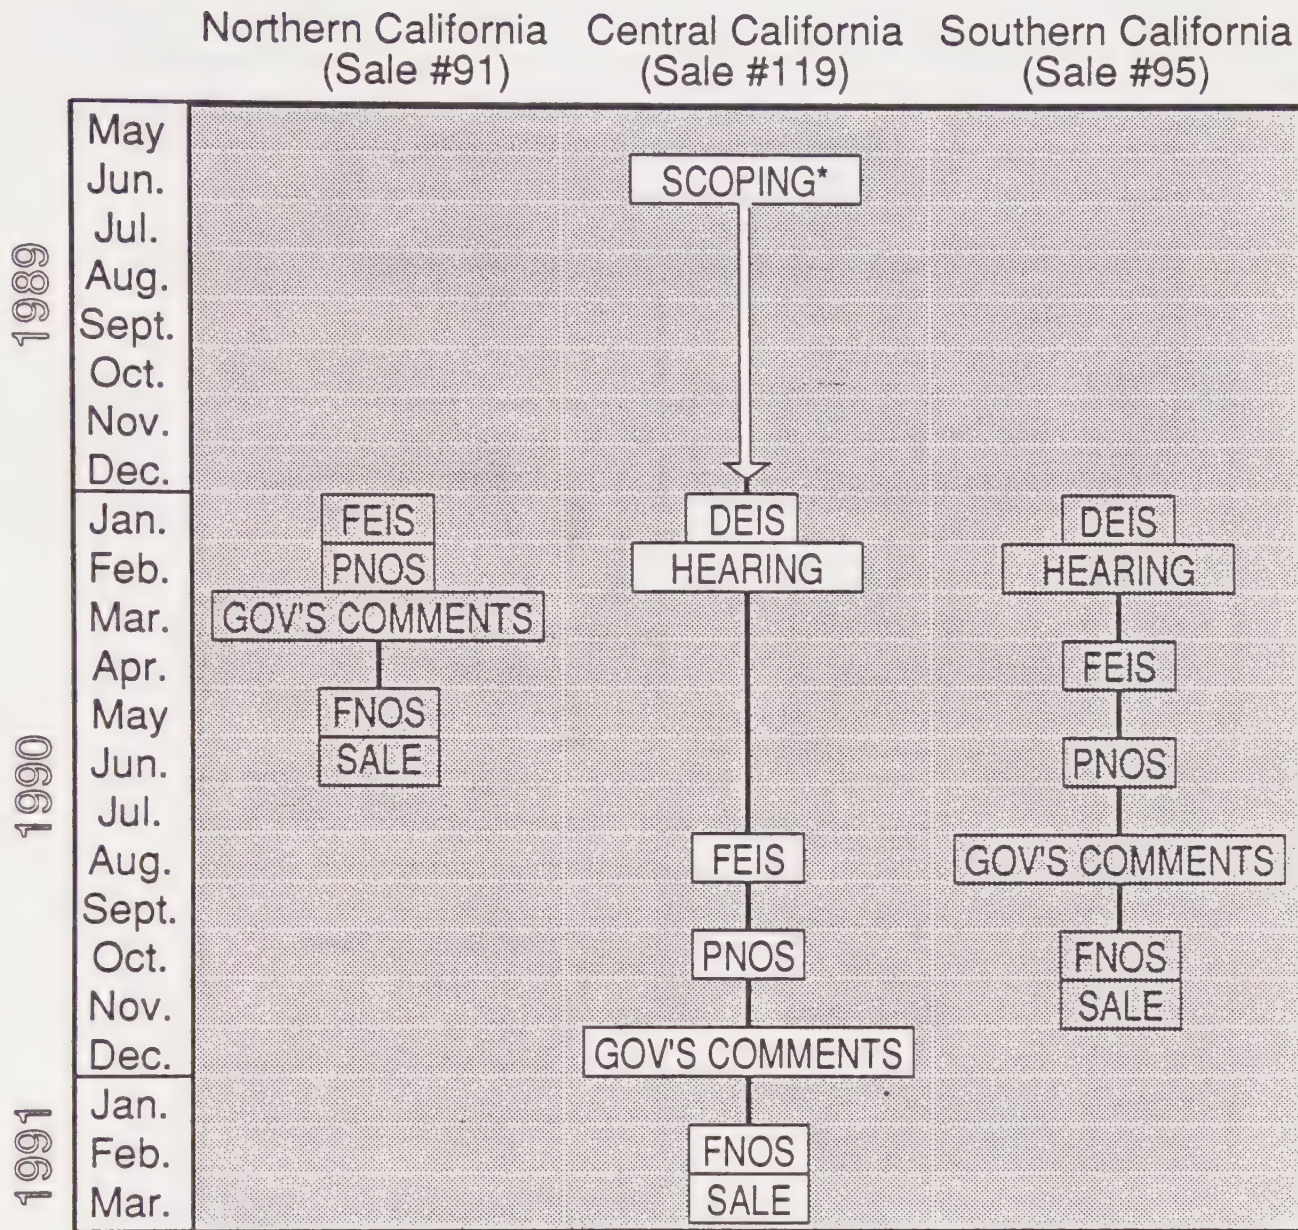 Northern California Central California Southern California
(Sale #91) (Sale #119) (Sale #95)
1989
May
Jun. SCOPING*
Jul.
Aug.
Sept.
Oct.
Nov.
Dec.
1990
Jan. FEIS DEIS DEIS
Feb. PNOS HEARING HEARING
Mar. GOV'S COMMENTS
Apr. FEIS
May FNOS
Jun. SALE PNOS
Jul.
Aug. FEIS GOV'S COMMENTS
Sept.
Oct. PNOS FNOS
Nov. SALE
Dec. GOV'S COMMENTS
1991
Jan.
Feb. FNOS
Mar. SALE